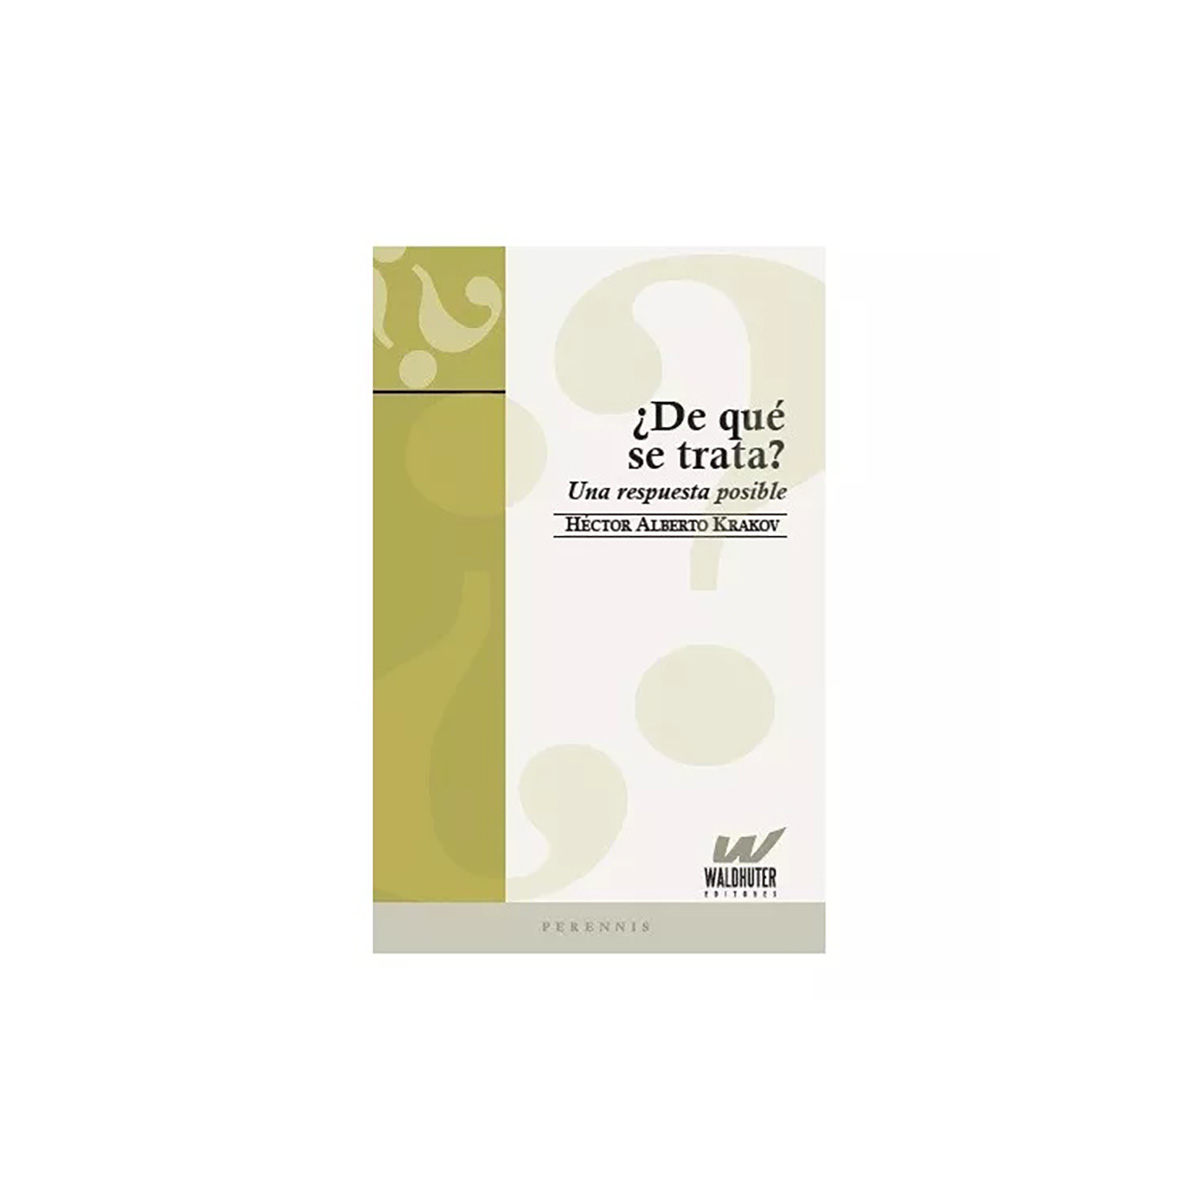 ¿De qué
se trata?
Una respuesta posible
HÉCTOR ALBERTO KRAKOV
W
WALDHUTER
EDITORES
PERENNIS